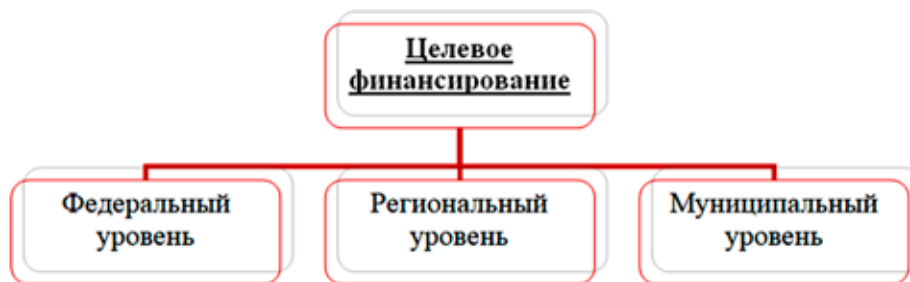 Целевое
финансирование
Федеральный
уровень
Региональный
уровень
Муниципальный
уровень